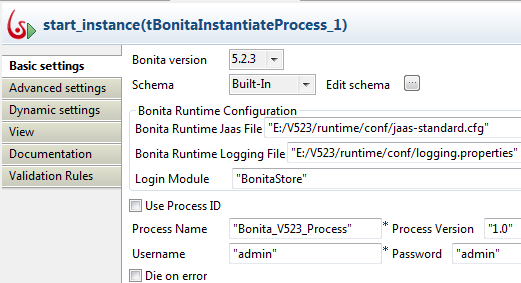 start_instance(tBonitaInstantiateProcess_1)
Basic settings
Advanced settings
Dynamic settings
View
Documentation
Validation Rules
Bonita version 5.2.3
Schema Built-In Edit schema ...
Bonita Runtime Configuration
Bonita Runtime Jaas File "E:/V523/runtime/conf/jaas-standard.cfg"
Bonita Runtime Logging File "E:/V523/runtime/conf/logging.properties"
Login Module "BonitaStore"
Use Process ID
Process Name "Bonita_V523_Process" * Process Version "1.0"
Username "admin" * Password "admin"
Die on error